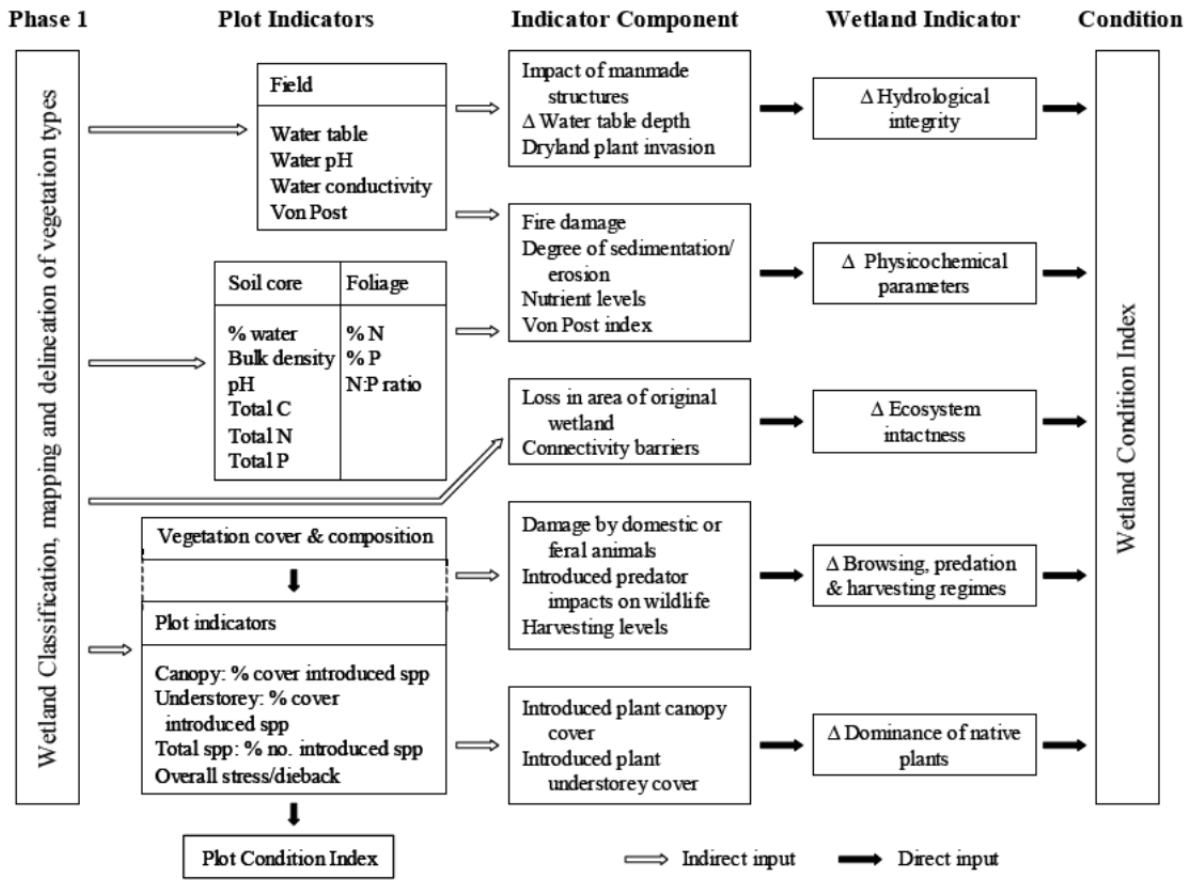 Phase 1
Plot Indicators
Indicator Component
Wetland Indicator
Condition
Wetland Classification, mapping and delineation of vegetation types
Field
Water table
Water pH
Water conductivity
Von Post
Soil core
% water
Bulk density
pH
Total C
Total N
Total P
Foliage
% N
% P
N:P ratio
Vegetation cover & composition
Plot indicators
Canopy: % cover introduced spp
Understorey: % cover
introduced spp
Total spp: % no. introduced spp
Overall stress/dieback
Plot Condition Index
Impact of manmade
structures
Δ Water table depth
Dryland plant invasion
Fire damage
Degree of sedimentation/
erosion
Nutrient levels
Von Post index
Loss in area of original
wetland
Connectivity barriers
Damage by domestic or
feral animals
Introduced predator
impacts on wildlife
Harvesting levels
Introduced plant canopy
cover
Introduced plant
understorey cover
Δ Hydrological
integrity
Δ Physicochemical
parameters
Δ Ecosystem
intactness
Δ Browsing, predation
& harvesting regimes
Δ Dominance of native
plants
Wetland Condition Index
Indirect input
Direct input